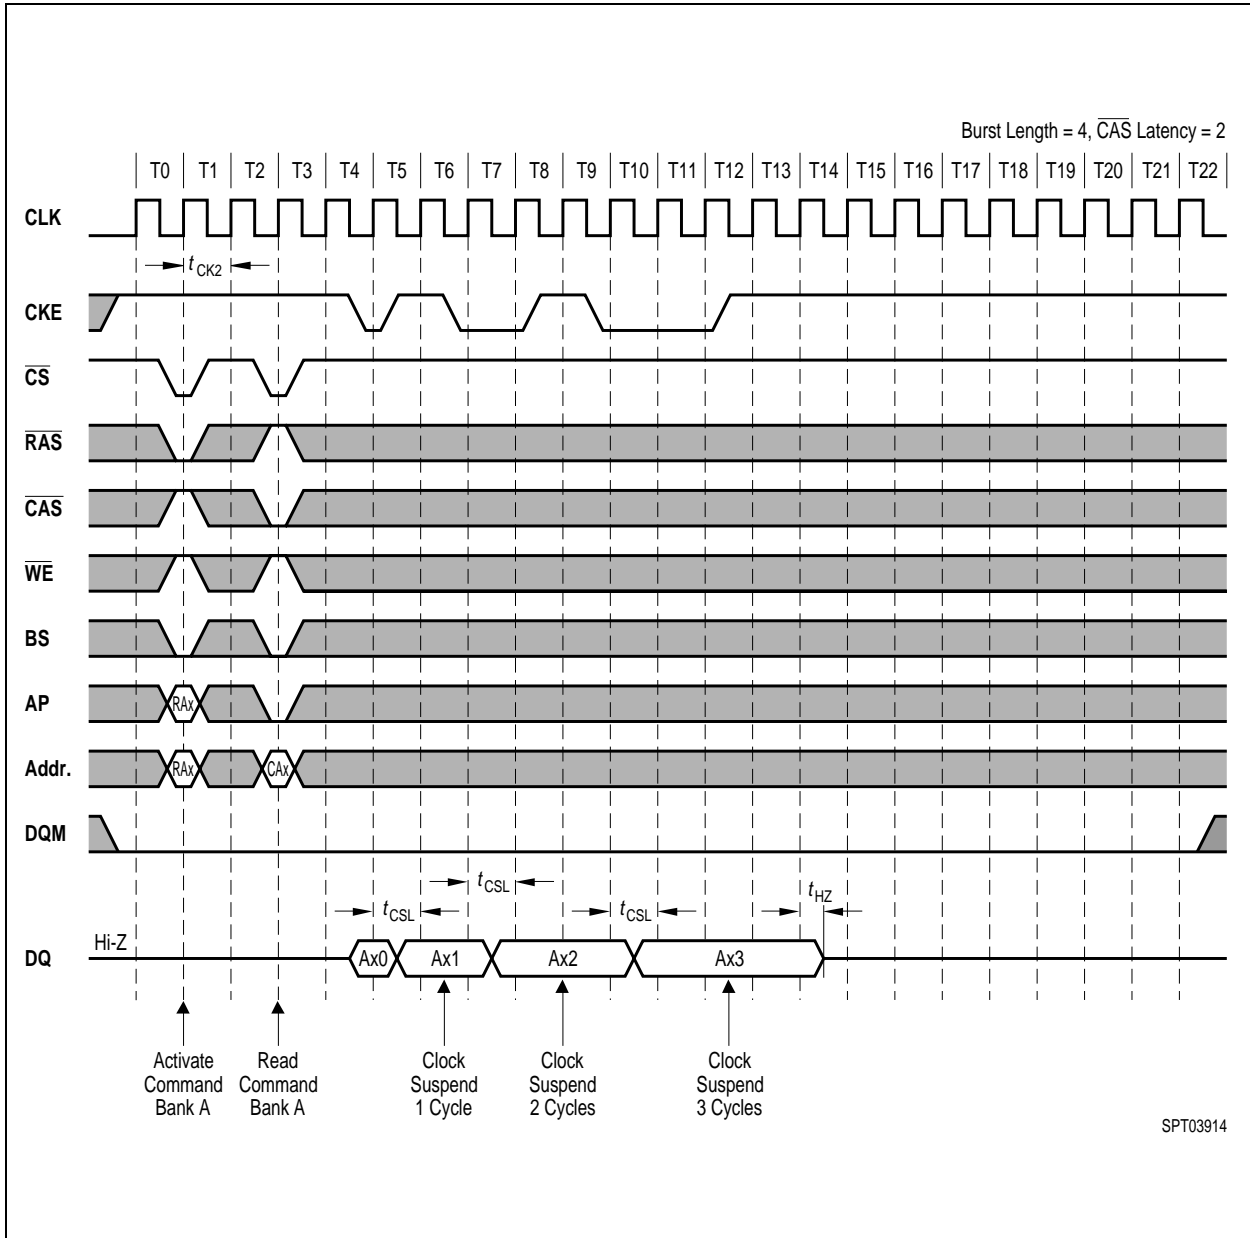 Burst Length = 4, CAS Latency = 2
T0 T1 T2 T3 T4 T5 T6 T7 T8 T9 T10 T11 T12 T13 T14 T15 T16 T17 T18 T19 T20 T21 T22
CLK
tCK2
CKE
CS
RAS
CAS
WE
BS
AP
RAx
Addr.
RAx CAx
DQM
tCSL tCSL tCSL tHZ
Hi-Z
DQ
Ax0 Ax1 Ax2 Ax3
Activate
Command
Bank A
Read
Command
Bank A
Clock
Suspend
1 Cycle
Clock
Suspend
2 Cycles
Clock
Suspend
3 Cycles
SPT03914